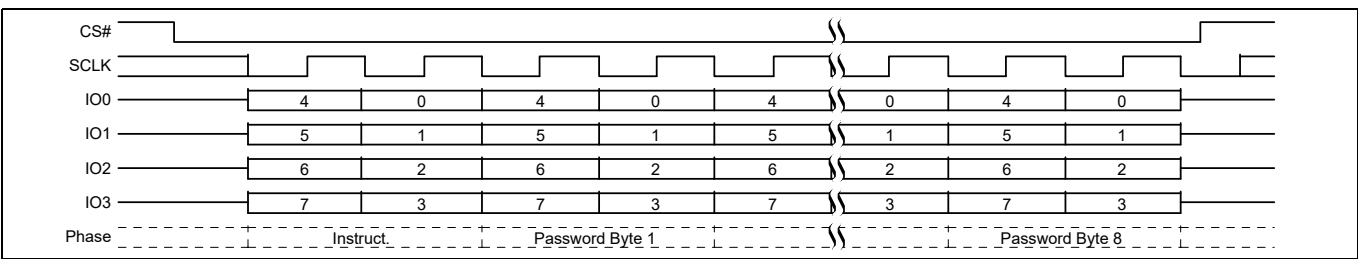 CS#
SCLK
IO0 4 0 4 0 4 0 4 0
IO1 5 1 5 1 5 1 5 1
IO2 6 2 6 2 6 2 6 2
IO3 7 3 7 3 7 3 7 3
Phase Instruct. Password Byte 1 Password Byte 8